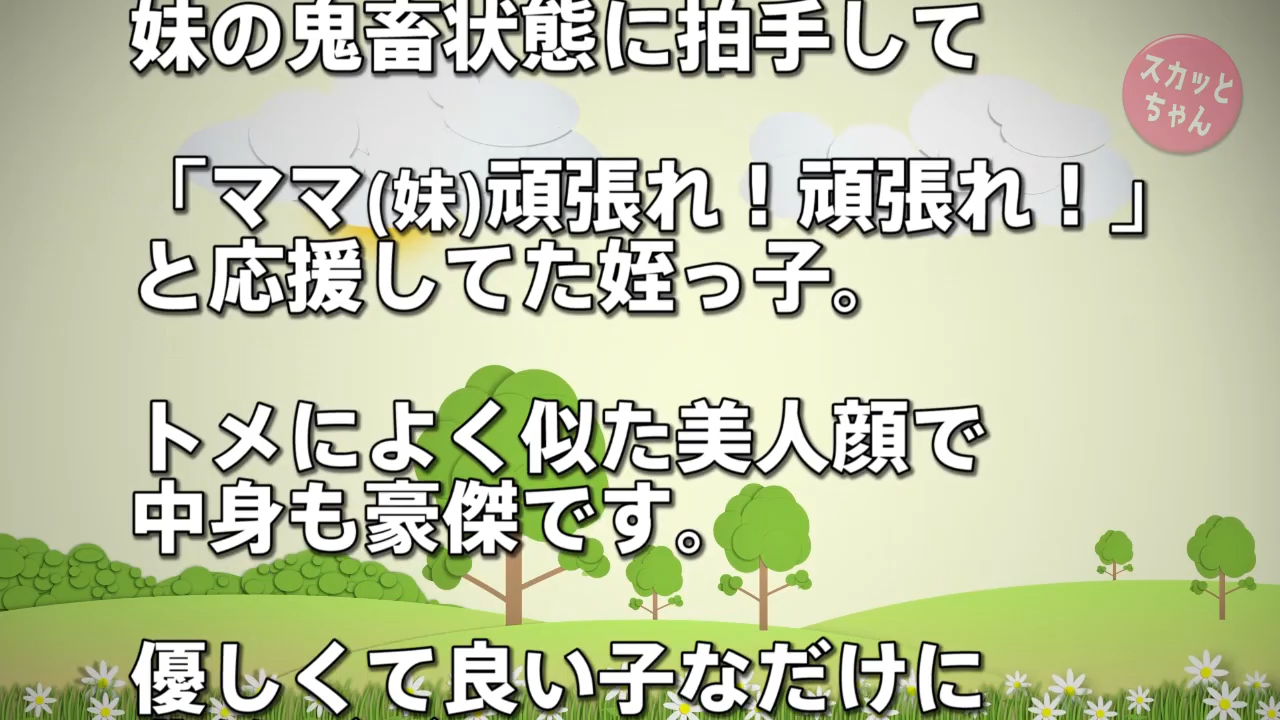 妹の鬼畜状態に拍手して
「ママ(妹)頑張れ！頑張れ！」
と応援してた姪っ子。
トメによく似た美人顔で
中身も豪傑です。
優しくて良い子なだけに
スカッと
ちゃん